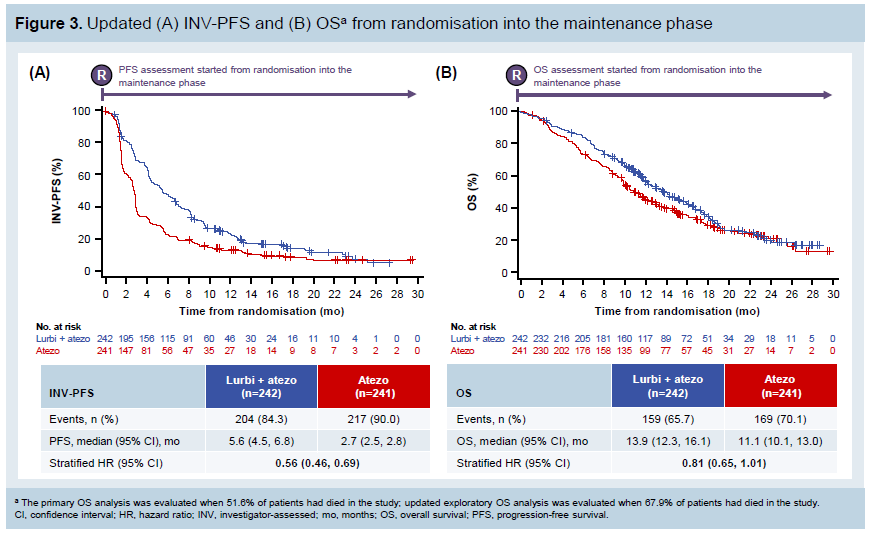 Figure 3. Updated (A) INV-PFS and (B) OSa from randomisation into the maintenance phase
(A)
R
PFS assessment started from randomisation into the
maintenance phase
INV-PFS (%)
100
80
60
40
20
0
0 2 4 6 8 10 12 14 16 18 20 22 24 26 28 30
Time from randomisation (mo)
No. at risk
Lurbi + atezo 242 195 156 115 91 60 46 30 24 16 11 10 4 1 0 0
Atezo 241 147 81 56 47 35 27 18 14 9 8 7 3 2 2 0
INV-PFS
Lurbi + atezo
(n=242)
Atezo
(n=241)
Events, n (%) 204 (84.3) 217 (90.0)
PFS, median (95% CI), mo 5.6 (4.5, 6.8) 2.7 (2.5, 2.8)
Stratified HR (95% CI) 0.56 (0.46, 0.69)
(B)
R
OS assessment started from randomisation into the
maintenance phase
OS (%)
100
80
60
40
20
0
0 2 4 6 8 10 12 14 16 18 20 22 24 26 28 30
Time from randomisation (mo)
No. at risk
Lurbi + atezo 242 232 216 205 181 160 117 89 72 51 34 29 18 11 5 0
Atezo 241 230 202 176 158 135 99 77 57 45 31 27 14 7 2 0
OS
Lurbi + atezo
(n=242)
Atezo
(n=241)
Events, n (%) 159 (65.7) 169 (70.1)
OS, median (95% CI), mo 13.9 (12.3, 16.1) 11.1 (10.1, 13.0)
Stratified HR (95% CI) 0.81 (0.65, 1.01)
a The primary OS analysis was evaluated when 51.6% of patients had died in the study; updated exploratory OS analysis was evaluated when 67.9% of patients had died in the study.
CI, confidence interval; HR, hazard ratio; INV, investigator-assessed; mo, months; OS, overall survival; PFS, progression-free survival.